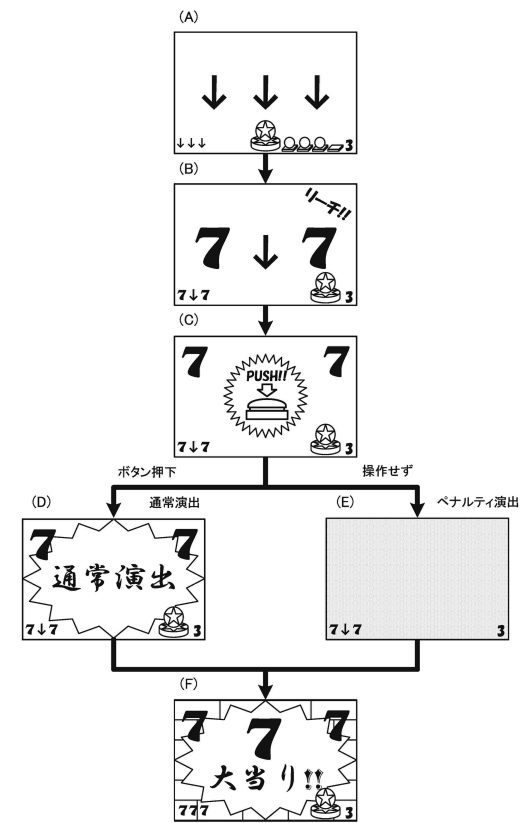 (A)
↓ ↓ ↓
↓↓↓ 3
(B)
リーチ!!
7 ↓ 7
7↓7 3
(C)
7 7
PUSH!!
7↓7 3
ボタン押下 操作せず
(D) 通常演出
7 7
通常演出
7↓7 3
(E) ペナルティ演出
7↓7 3
(F)
7 7 7
大当り!!
777 3